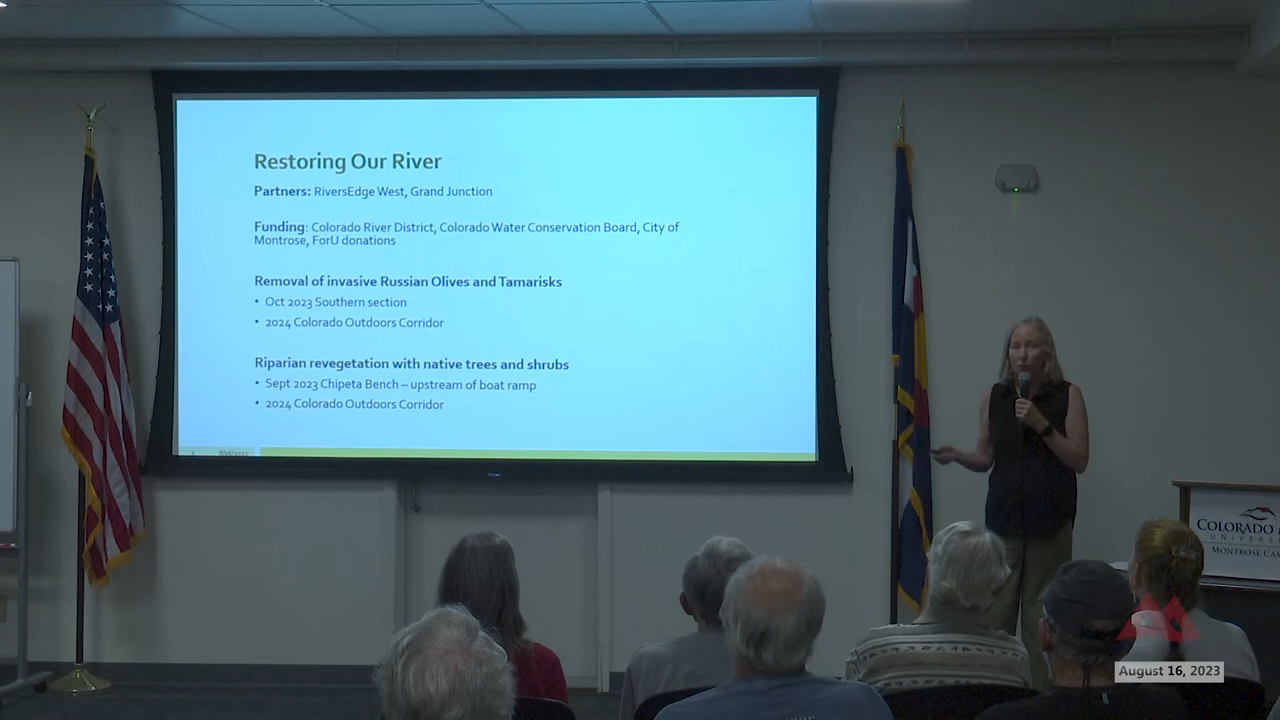 Restoring Our River
Partners: RiversEdge West, Grand Junction
Funding: Colorado River District, Colorado Water Conservation Board, City of
Montrose, ForU donations
Removal of invasive Russian Olives and Tamarisks
• Oct 2023 Southern section
• 2024 Colorado Outdoors Corridor
Riparian revegetation with native trees and shrubs
• Sept 2023 Chipeta Bench – upstream of boat ramp
• 2024 Colorado Outdoors Corridor
COLORADO
UNIVERS
MONTROSE CA
August 16, 2023